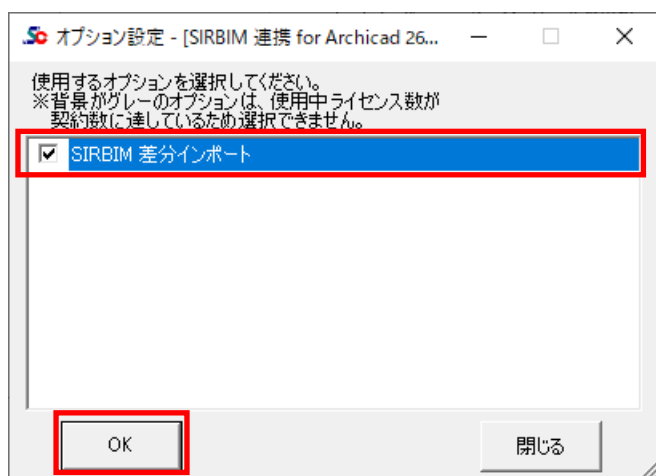 Sc オプション設定 - [SIRBIM 連携 for Archicad 26...
使用するオプションを選択してください。
※背景がグレーのオプションは、使用中ライセンス数が
契約数に達しているため選択できません。
SIRBIM 差分インポート
OK
閉じる